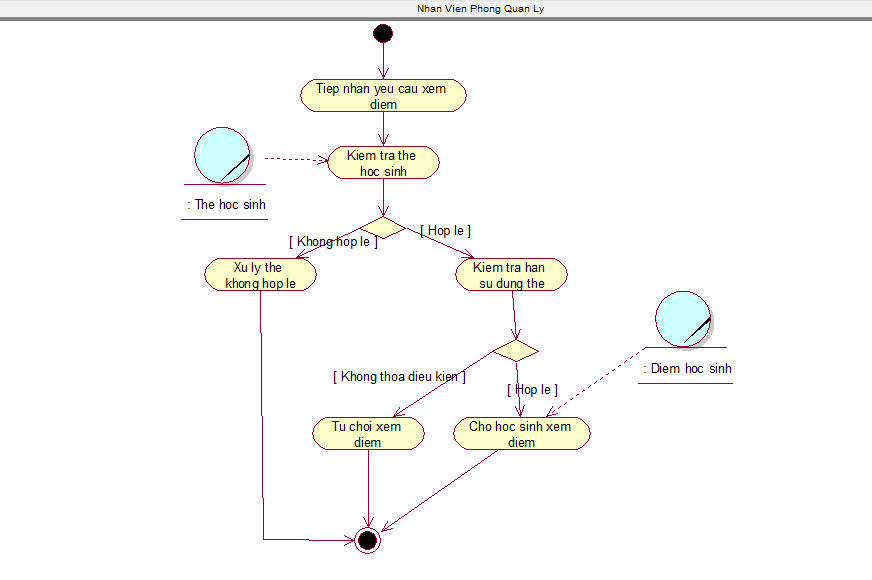 Nhan Vien Phong Quan Ly
Tiep nhan yeu cau xem
diem
Kiem tra the
hoc sinh
: The hoc sinh
[ Khong hop le ]
[ Hop le ]
Xu ly the
khong hop le
Kiem tra han
su dung the
: Diem hoc sinh
[ Khong thoa dieu kien ]
[ Hop le ]
Tu choi xem
diem
Cho hoc sinh xem
diem